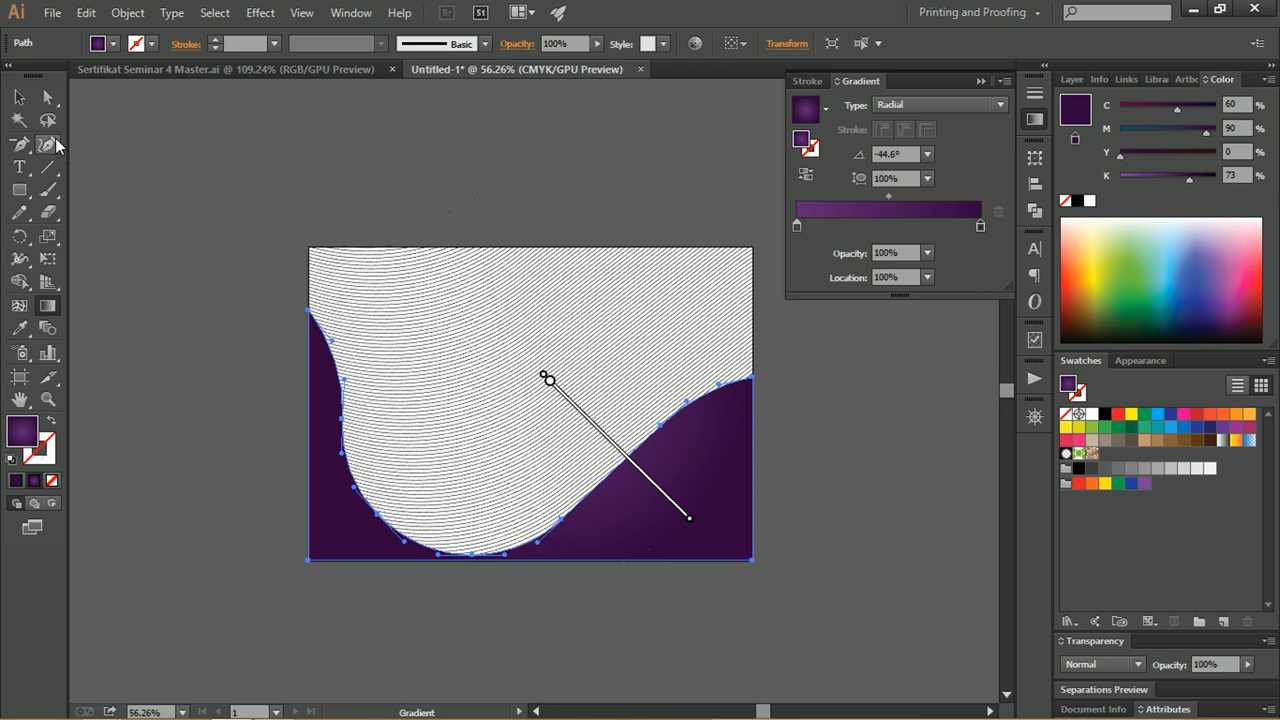 Ai File Edit Object Type Select Effect View Window Help Br St Printing and Proofing
Path Stroke: Basic Opacity: 100% Style: Transform
Sertifikat Seminar 4 Master.ai @ 109.24% (RGB/GPU Preview) × Untitled-1* @ 56.26% (CMYK/GPU Preview) ×
Stroke Gradient
Type: Radial
Stroke:
-44.6°
100%
Opacity: 100%
Location: 100%
Layer Info Links Librar Artbo Color
C 60 %
M 90 %
Y 0 %
K 73 %
Swatches Appearance
Transparency
Normal Opacity: 100%
Separations Preview
Document Info Attributes
56.26% 1 Gradient